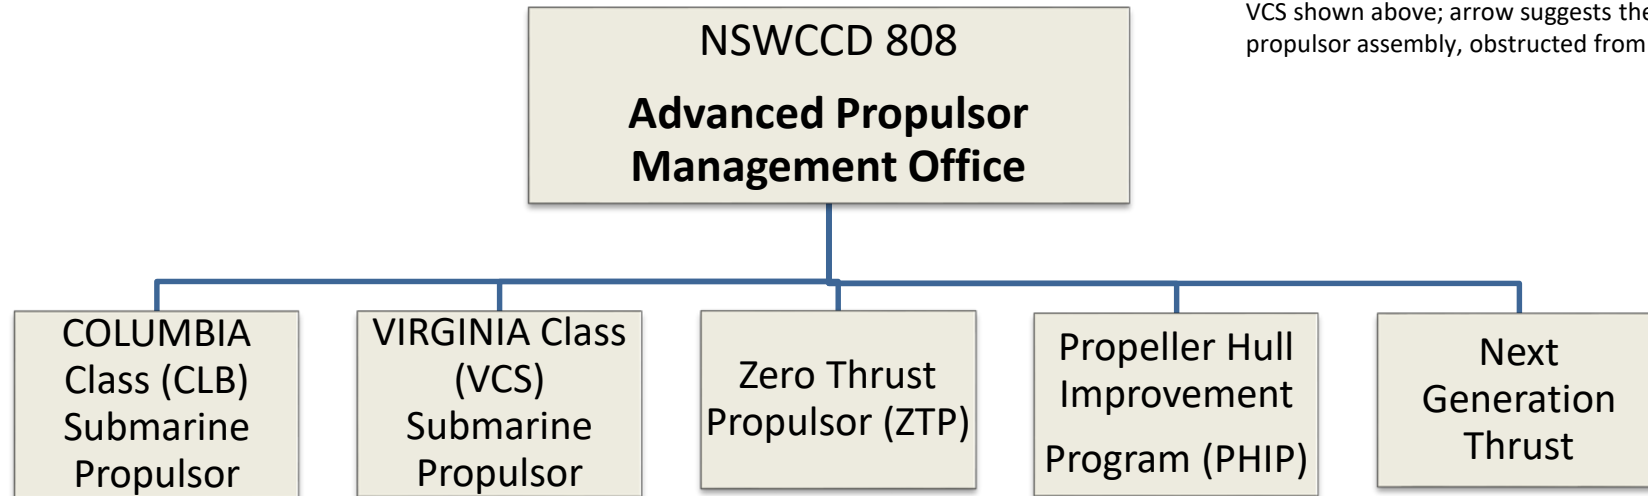 VCS shown above; arrow suggests the
propulsor assembly, obstructed from
NSWCCD 808
Advanced Propulsor
Management Office
COLUMBIA
Class (CLB)
Submarine
Propulsor
VIRGINIA Class
(VCS)
Submarine
Propulsor
Zero Thrust
Propulsor (ZTP)
Propeller Hull
Improvement
Program (PHIP)
Next
Generation
Thrust